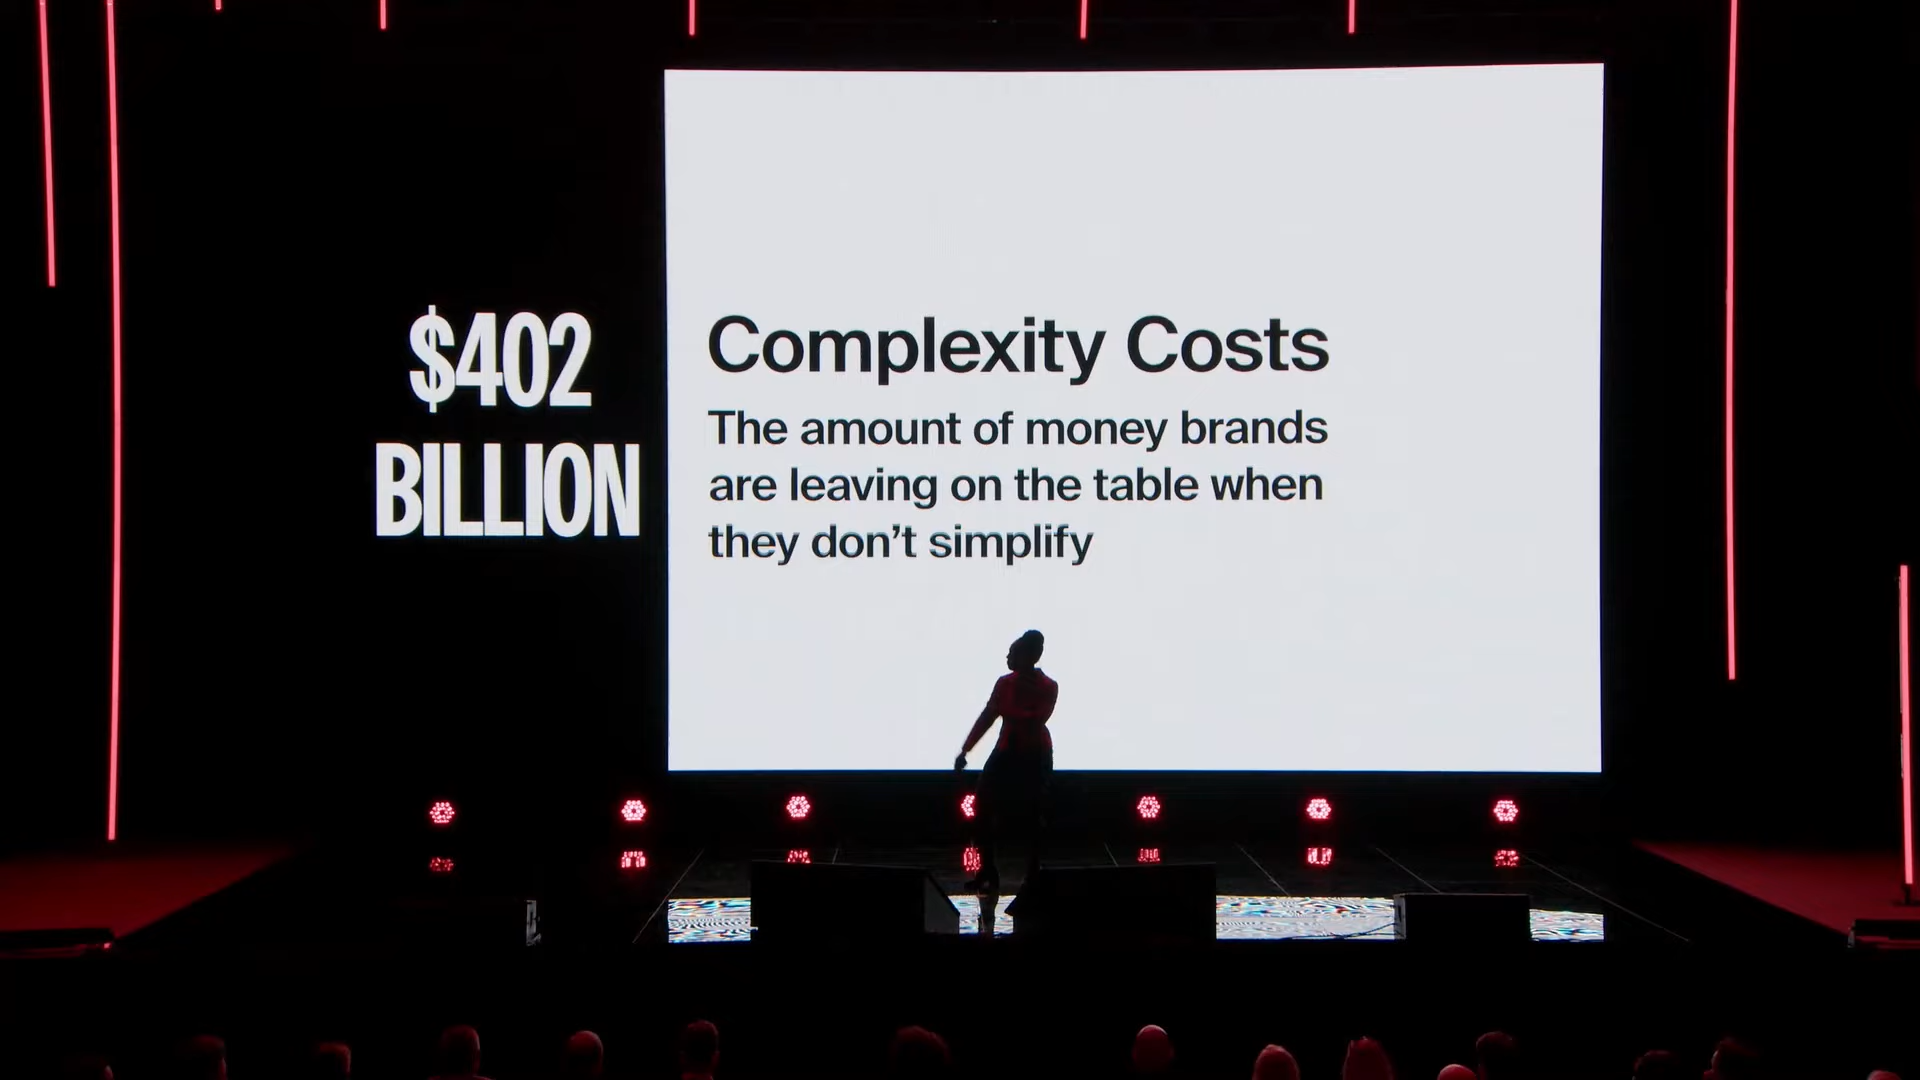 $402
BILLION
Complexity Costs
The amount of money brands
are leaving on the table when
they don’t simplify